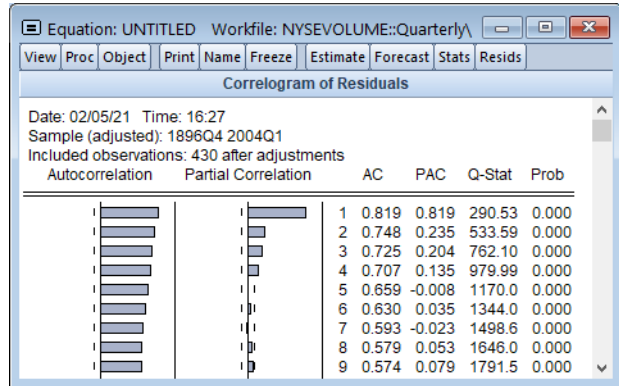 Equation: UNTITLED Workfile: NYSEVOLUME::Quarterly\
View Proc Object Print Name Freeze Estimate Forecast Stats Resids
Correlogram of Residuals
Date: 02/05/21 Time: 16:27
Sample (adjusted): 1896Q4 2004Q1
Included observations: 430 after adjustments
Autocorrelation Partial Correlation AC PAC Q-Stat Prob
1 0.819 0.819 290.53 0.000
2 0.748 0.235 533.59 0.000
3 0.725 0.204 762.10 0.000
4 0.707 0.135 979.99 0.000
5 0.659 -0.008 1170.0 0.000
6 0.630 0.035 1344.0 0.000
7 0.593 -0.023 1498.6 0.000
8 0.579 0.053 1646.0 0.000
9 0.574 0.079 1791.5 0.000